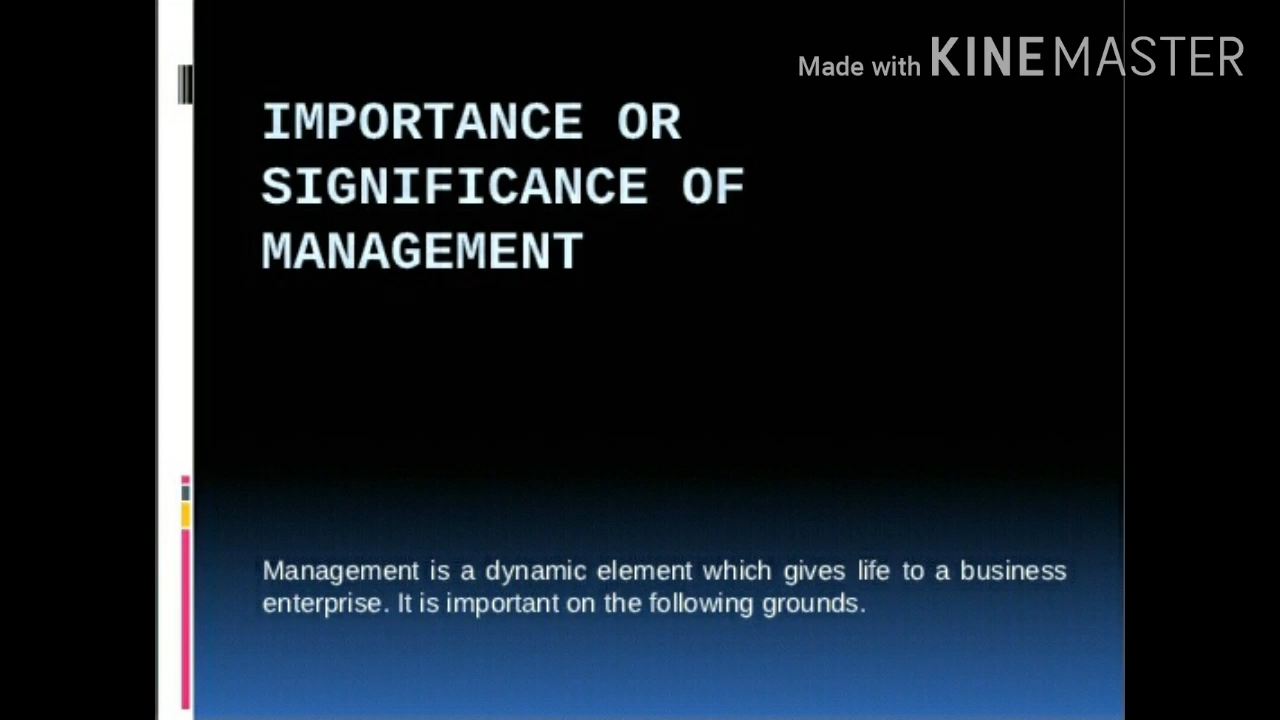 Made with KINEMASTER
IMPORTANCE OR
SIGNIFICANCE OF
MANAGEMENT
Management is a dynamic element which gives life to a business
enterprise. It is important on the following grounds.